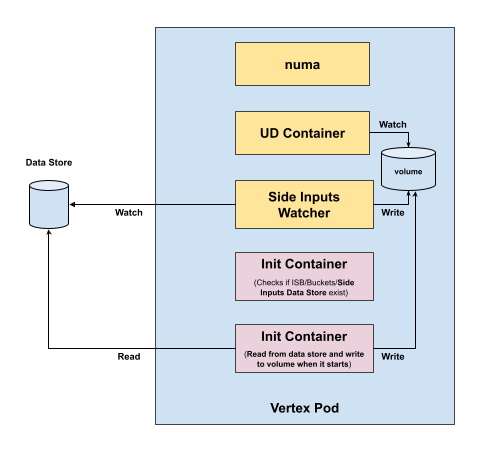 numa
UD Container
Watch
volume
Data Store
Side Inputs
Watcher
Watch
Write
Init Container
(Checks if ISB/Buckets/Side
Inputs Data Store exist)
Init Container
(Read from data store and write
to volume when it starts)
Read
Write
Vertex Pod